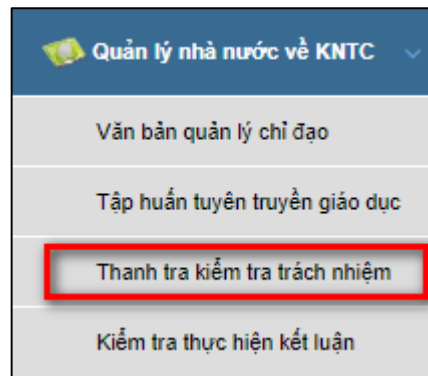 Quản lý nhà nước về KNTC
Văn bản quản lý chỉ đạo
Tập huấn tuyên truyền giáo dục
Thanh tra kiểm tra trách nhiệm
Kiểm tra thực hiện kết luận